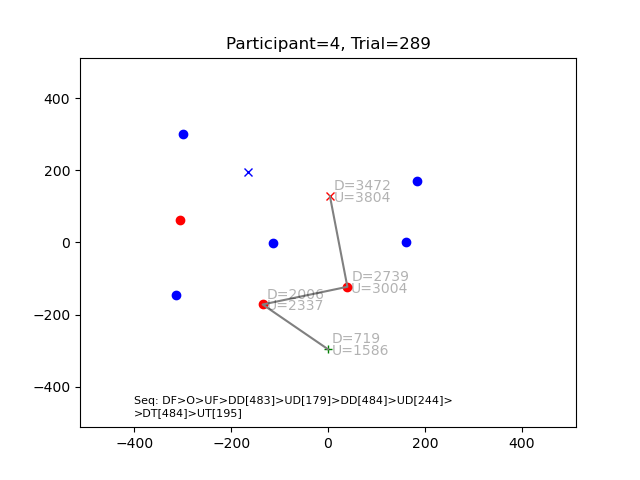 Participant=4, Trial=289
400
200
0
−200
−400
D=3472
U=3804
D=2739
U=3004
D=2006
U=2337
D=719
U=1586
Seq: DF>O>UF>DD[483]>UD[179]>DD[484]>UD[244]>
>DT[484]>UT[195]
−400 −200 0 200 400